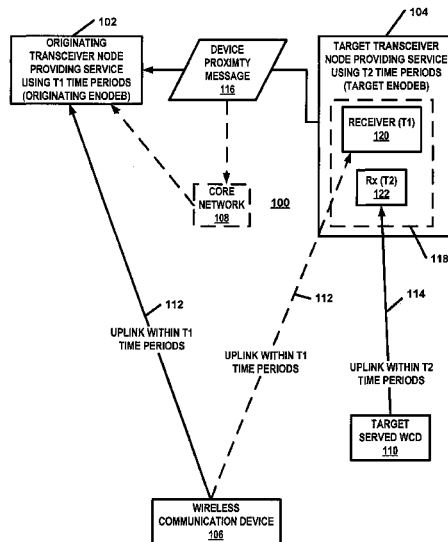 102
ORIGINATING
TRANSCEIVER NODE
PROVIDING SERVICE
USING T1 TIME PERIODS
(ORIGINATING ENODEB)
DEVICE
PROXIMTY
MESSAGE
116
104
TARGET TRANSCEIVER
NODE PROVIDING SERVICE
USING T2 TIME PERIODS
(TARGET ENODEB)
RECEIVER (T1)
120
Rx (T2)
122
118
CORE
NETWORK
108
100
112
UPLINK WITHIN T1
TIME PERIODS
112
UPLINK WITHIN T1
TIME PERIODS
114
UPLINK WITHIN T2
TIME PERIODS
TARGET
SERVED WCD
110
WIRELESS
COMMUNICATION DEVICE
106